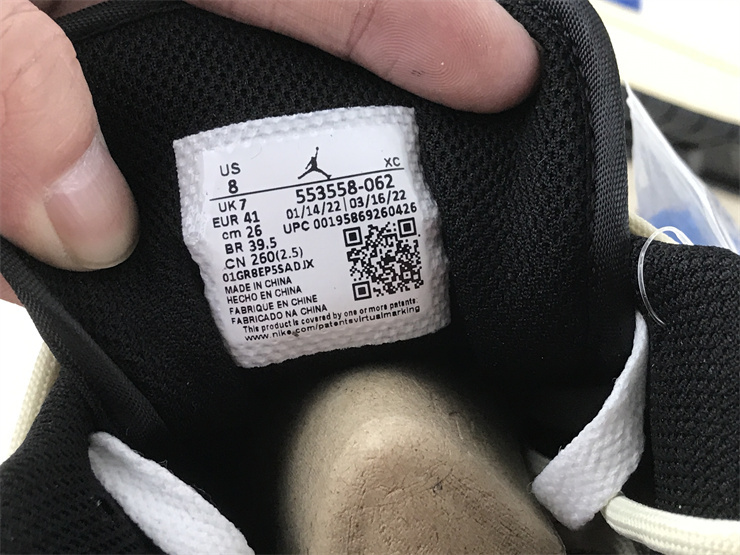 US
8
XC
UK 7
553558-062
EUR 41
01/14/22 | 03/16/22
cm 26
UPC 00195869260426
BR 39.5
CN 260(2.5)
01GR8EP5SADJX
MADE IN CHINA
HECHO EN CHINA
FABRIQUE EN CHINE
FABRICADO NA CHINA
This product is covered by one or more patents.
www.nike.com/patentsvirtualmarking